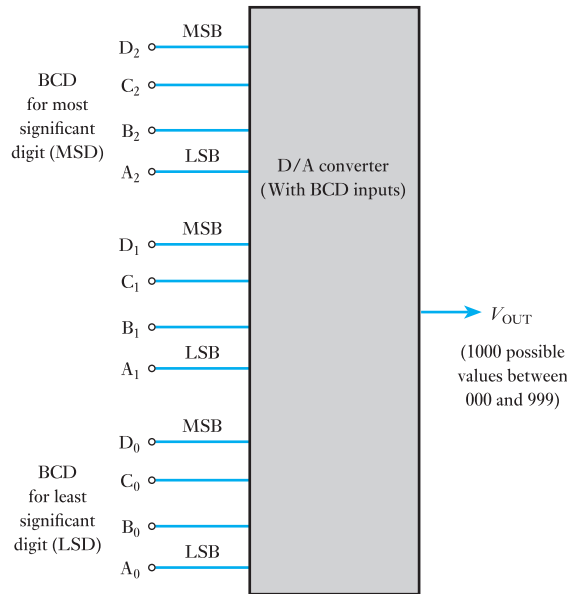 MSB
D2
BCD
for most
significant
digit (MSD)
C2
B2
LSB
A2
D/A converter
(With BCD inputs)
MSB
D1
C1
B1
LSB
A1
VOUT
(1000 possible
values between
000 and 999)
MSB
D0
BCD
for least
significant
digit (LSD)
C0
B0
LSB
A0